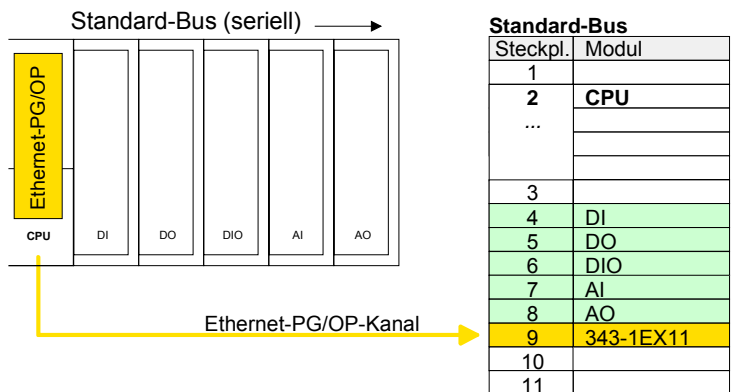 Standard-Bus (seriell)
Ethernet-PG/OP
CPU
DI
DO
DIO
AI
AO
Ethernet-PG/OP-Kanal
Standard-Bus
Steckpl. Modul
1
2 CPU
...
3
4 DI
5 DO
6 DIO
7 AI
8 AO
9 343-1EX11
10
11